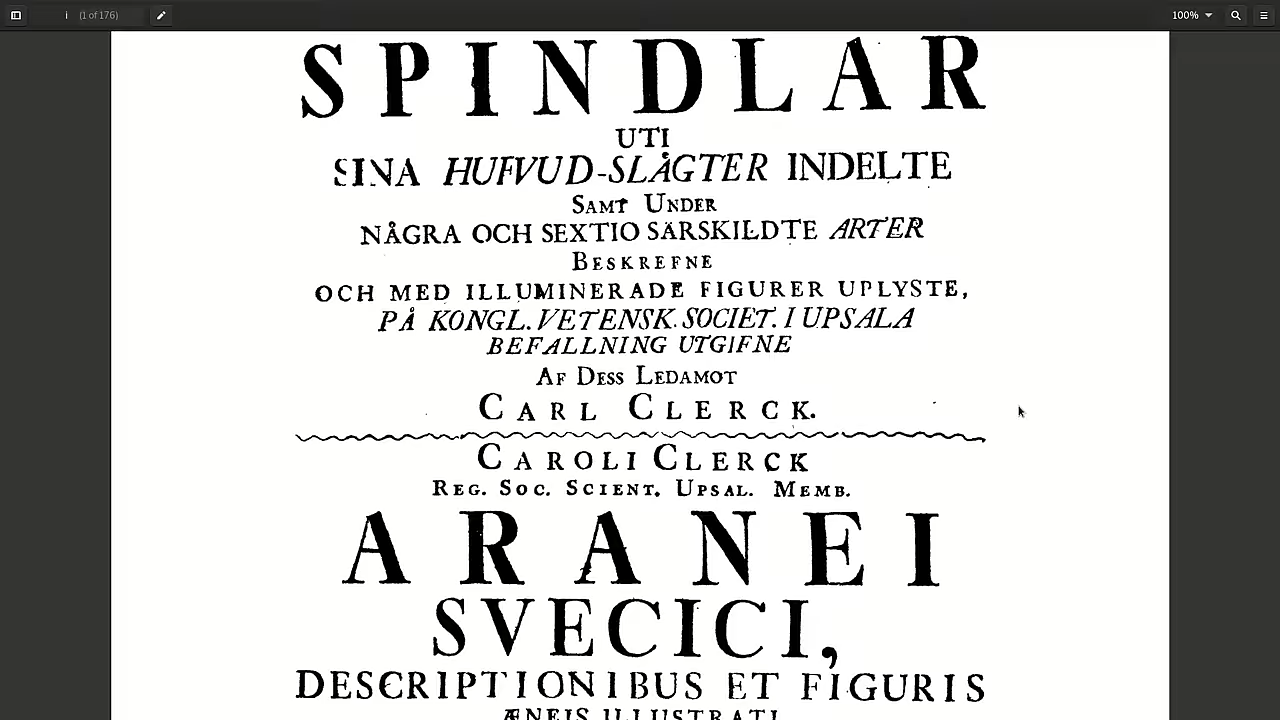 i (1 of 176) 100%
SPINDLAR
UTI
SINA HUFVUD-SLÅGTER INDELTE
SAMT UNDER
NÅGRA OCH SEXTIO SÄRSKILDTE ARTER
BESKREFNE
OCH MED ILLUMINERADE FIGURER UPLYSTE,
PÅ KONGL. VETENSK. SOCIET. I UPSALA
BEFALLNING UTGIFNE
AF DESS LEDAMOT
CARL CLERCK.
CAROLI CLERCK
REG. SOC. SCIENT. UPSAL. MEMB.
ARANEI
SVECICI,
DESCRIPTIONIBUS ET FIGURIS
ÆNEIS ILLUSTRATI